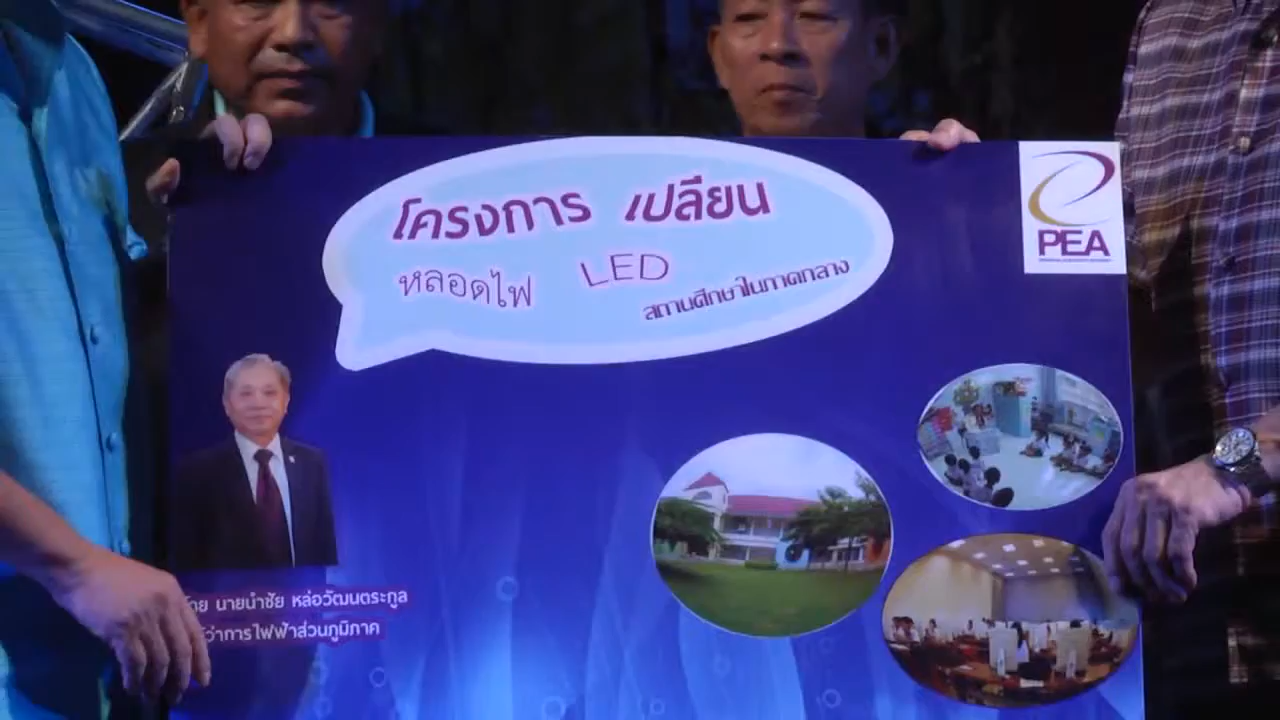 โครงการ เปลี่ยน
หลอดไฟ LED
สถานศึกษาในภาคกลาง
PEA
โดย นายนำชัย หล่อวัฒนตระกูล
ว่าการไฟฟ้าส่วนภูมิภาค